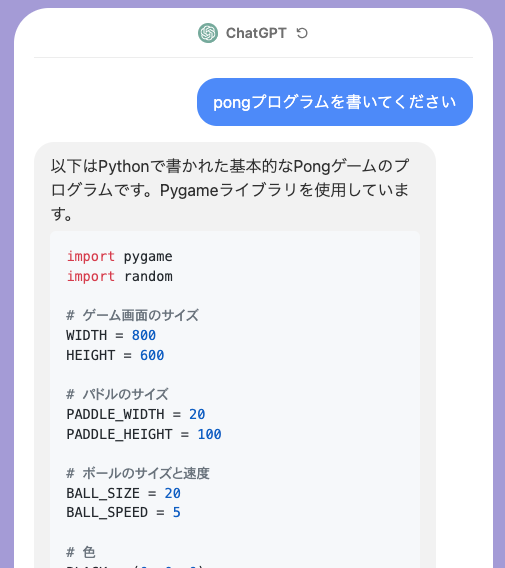 ChatGPT
pongプログラムを書いてください
以下はPythonで書かれた基本的なPongゲームのプ
ログラムです。Pygameライブラリを使用していま
す。
import pygame
import random
# ゲーム画面のサイズ
WIDTH = 800
HEIGHT = 600
# パドルのサイズ
PADDLE_WIDTH = 20
PADDLE_HEIGHT = 100
# ボールのサイズと速度
BALL_SIZE = 20
BALL_SPEED = 5
# 色